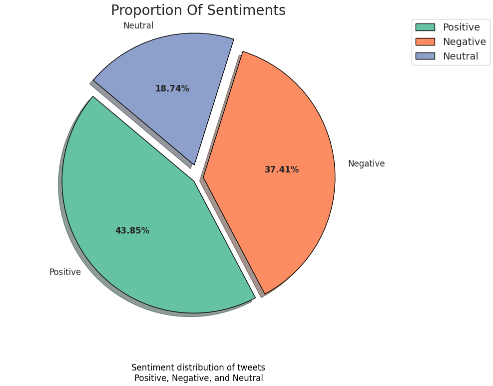 Proportion Of Sentiments
Neutral
Positive
Negative
Neutral
18.74%
37.41%
Negative
43.85%
Positive
Sentiment distribution of tweets
Positive, Negative, and Neutral